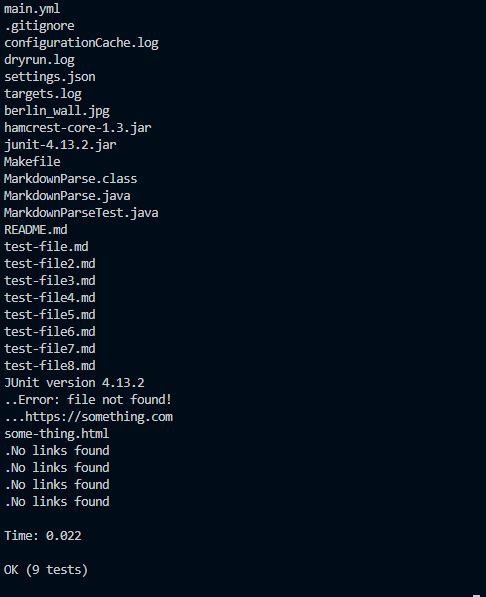 main.yml
.gitignore
configurationCache.log
dryrun.log
settings.json
targets.log
berlin_wall.jpg
hamcrest-core-1.3.jar
junit-4.13.2.jar
Makefile
MarkdownParse.class
MarkdownParse.java
MarkdownParseTest.java
README.md
test-file.md
test-file2.md
test-file3.md
test-file4.md
test-file5.md
test-file6.md
test-file7.md
test-file8.md
JUnit version 4.13.2
..Error: file not found!
...https://something.com
some-thing.html
.No links found
.No links found
.No links found
.No links found
Time: 0.022
OK (9 tests)